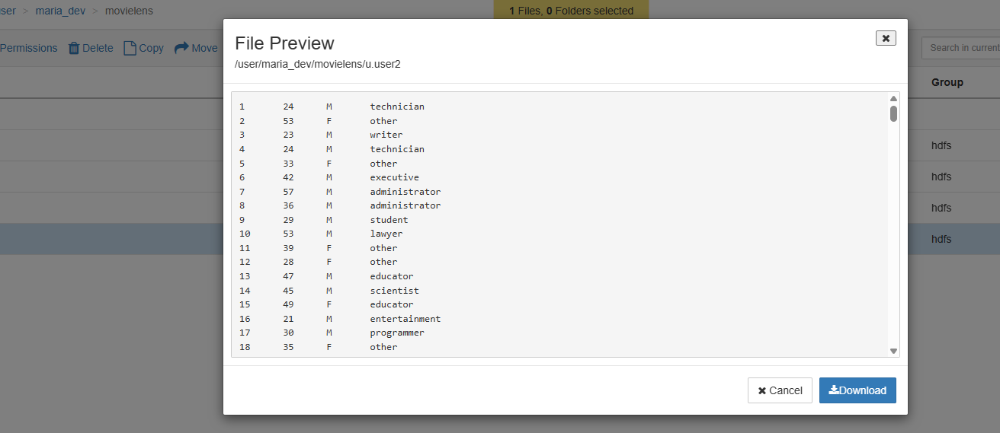 ser > maria_dev > movielens
1 Files, 0 Folders selected
Permissions Delete Copy Move
Search in current
File Preview
/user/maria_dev/movielens/u.user2
Group
1 24 M technician
2 53 F other
3 23 M writer
4 24 M technician
5 33 F other
6 42 M executive
7 57 M administrator
8 36 M administrator
9 29 M student
10 53 M lawyer
11 39 F other
12 28 F other
13 47 M educator
14 45 M scientist
15 49 F educator
16 21 M entertainment
17 30 M programmer
18 35 F other
hdfs
hdfs
hdfs
hdfs
Cancel Download